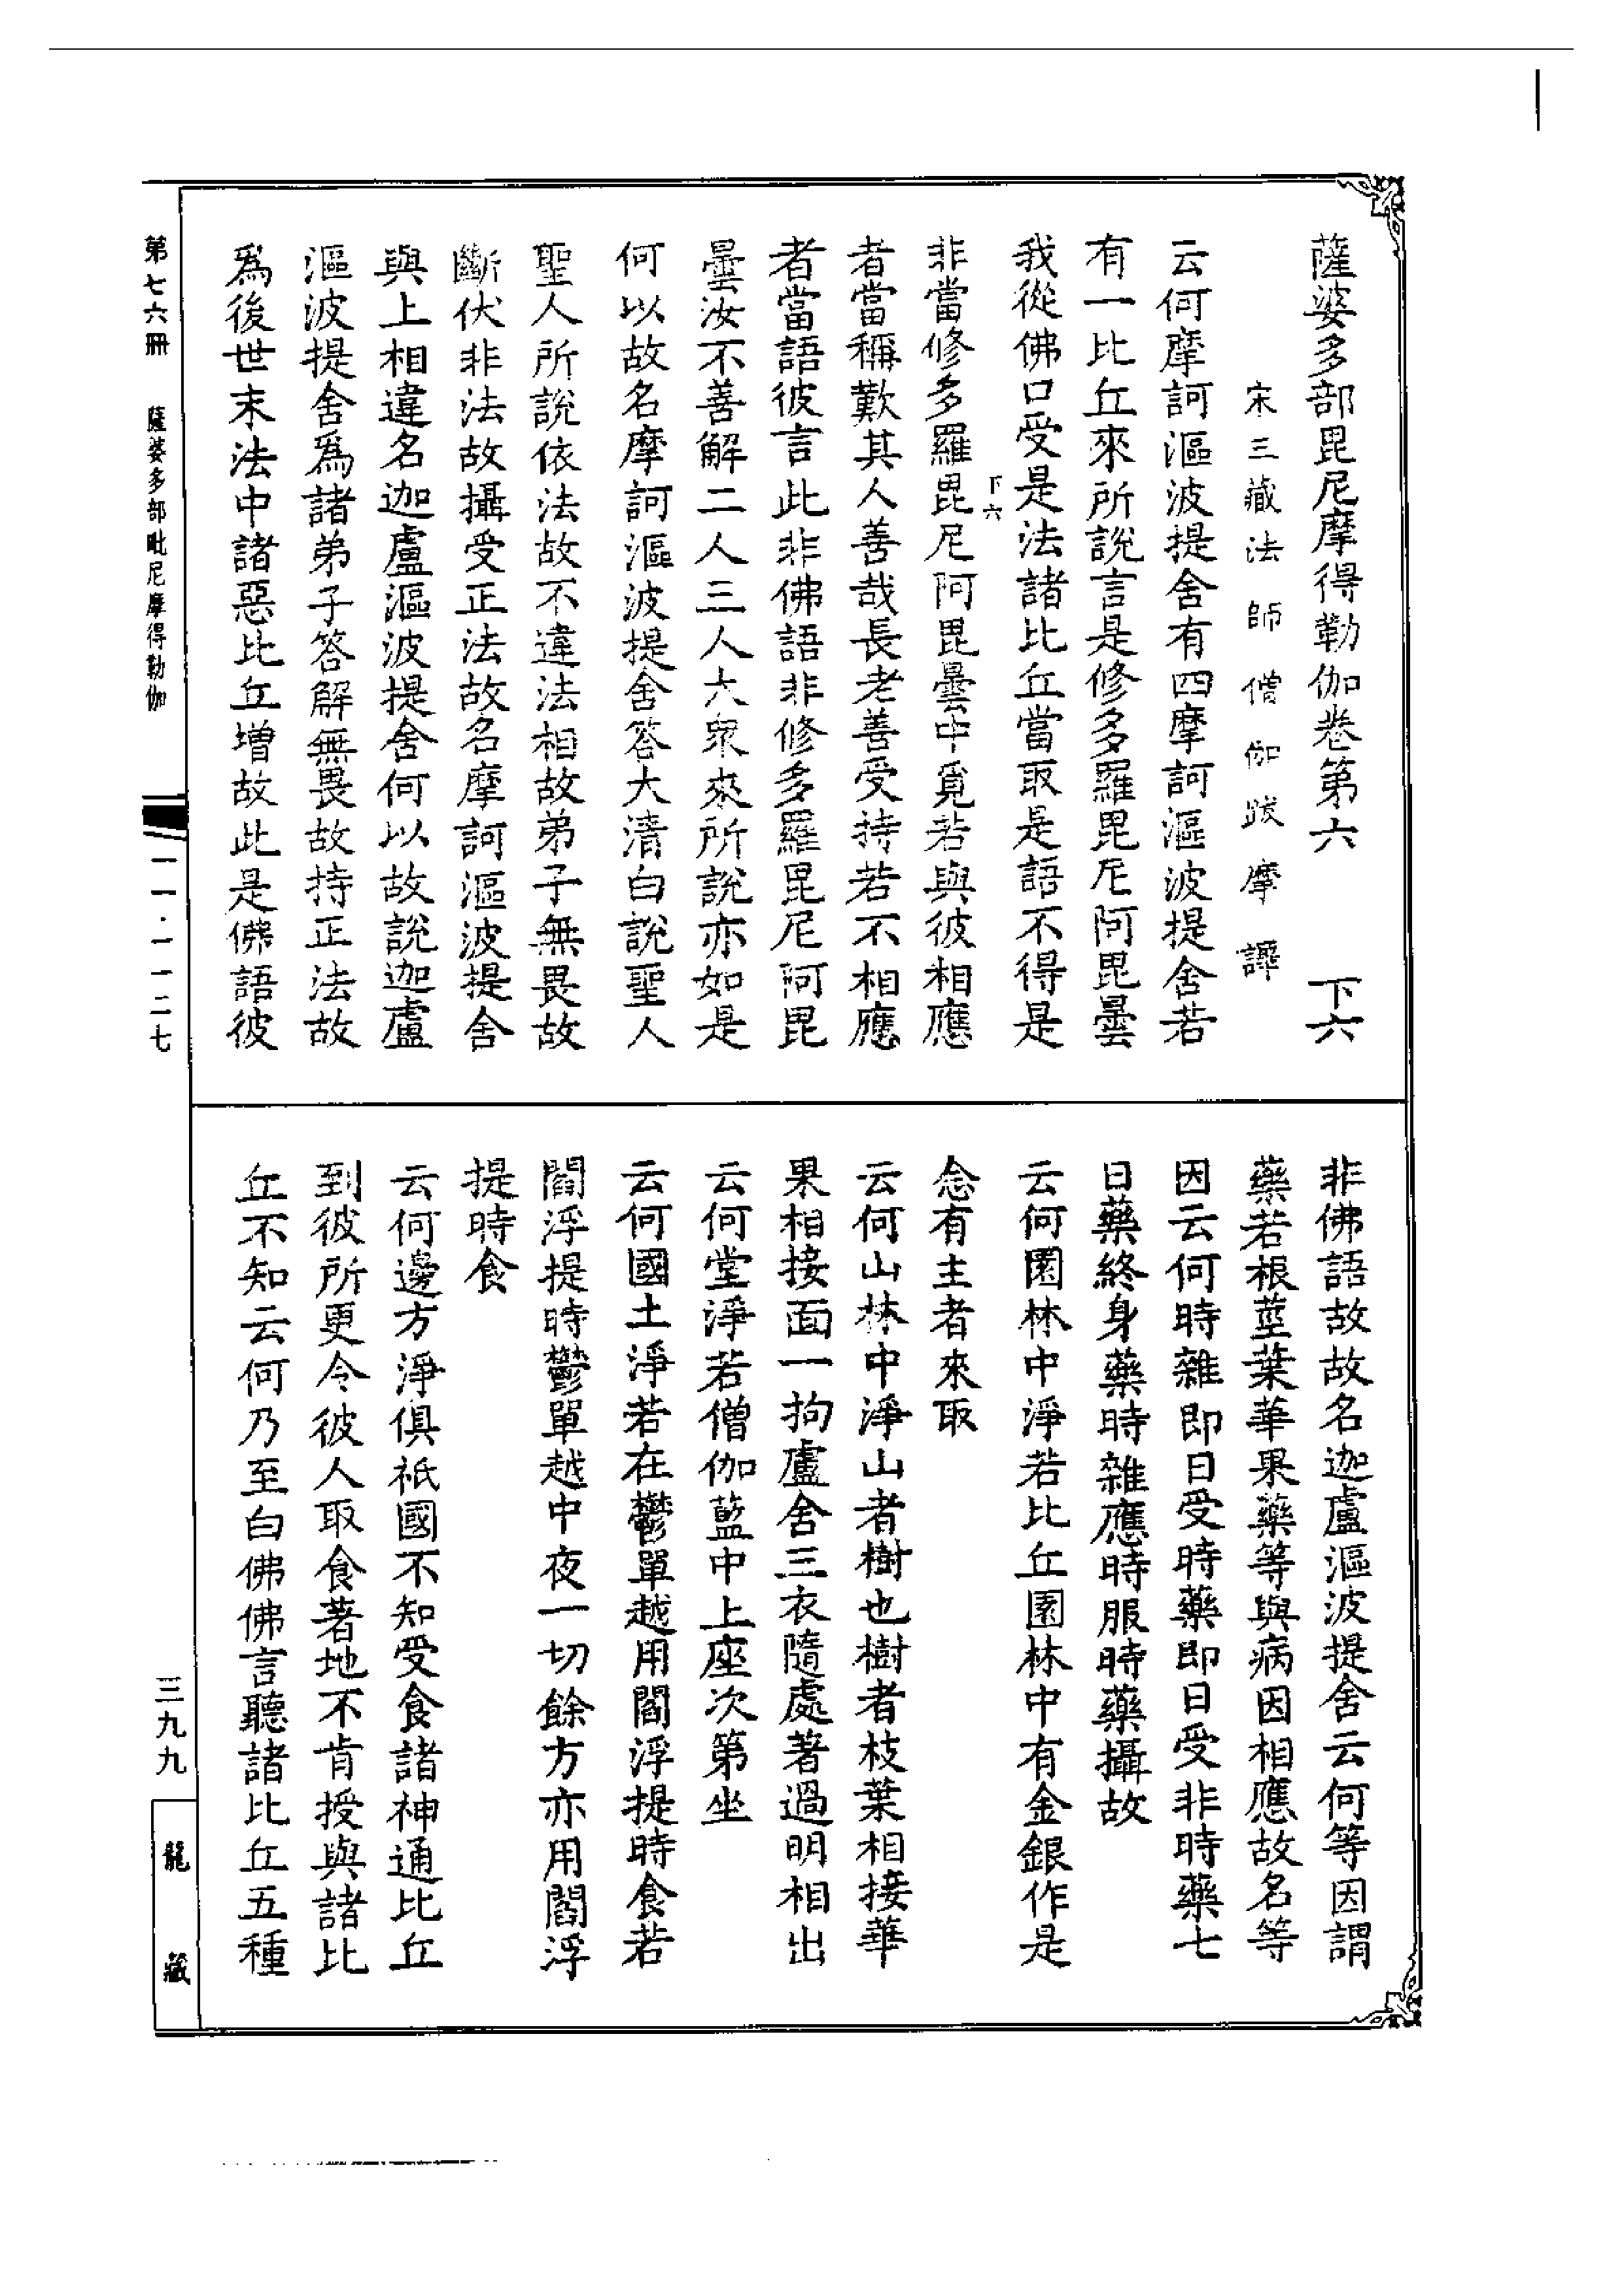 薩婆多部毘尼摩得勒伽卷第六 下六
宋三藏法師僧伽跋摩譯
云何摩訶漚波提舍有四摩訶漚波提舍若
有一比丘來所說言是修多羅毘尼阿毘曇
我從佛口受是法諸比丘當取是語不得是
下六
非當修多羅毘尼阿毘曇中覓若與彼相應
者當稱歎其人善哉長老善受持若不相應
者當語彼言此非佛語非修多羅毘尼阿毘
曇汝不善解二人三人大衆來所說亦如是
何以故名摩訶漚波提舍答大清白說聖人
聖人所說依法故不違法相故弟子無畏故
斷伏非法故攝受正法故名摩訶漚波提舍
與上相違名迦盧漚波提舍何以故說迦盧
漚波提舍爲諸弟子答解無畏故持正法故
爲後世末法中諸惡比丘增故此是佛語彼
非佛語故故名迦盧漚波提舍云何等因謂
藥若根莖葉華果藥等與病因相應故名等
因云何時雜即日受時藥即日受非時藥七
日藥終身藥時雜應時服時藥攝故
云何園林中淨若比丘園林中有金銀作是
念有主者來取
云何山林中淨山者樹也樹者枝葉相接華
果相接面一拘盧舍三衣隨處著過明相出
云何堂淨若僧伽藍中上座次第坐
云何國土淨若在鬱單越用閻浮提時食若
閻浮提時鬱單越中夜一切餘方亦用閻浮
提時食
云何邊方淨俱祇國不知受食諸神通比丘
到彼所更令彼人取食著地不肯授與諸比
丘不知云何乃至白佛佛言聽諸比丘五種
第七六冊 薩婆多部毗尼摩得勒伽
一一·一一二七
三九九
龍藏